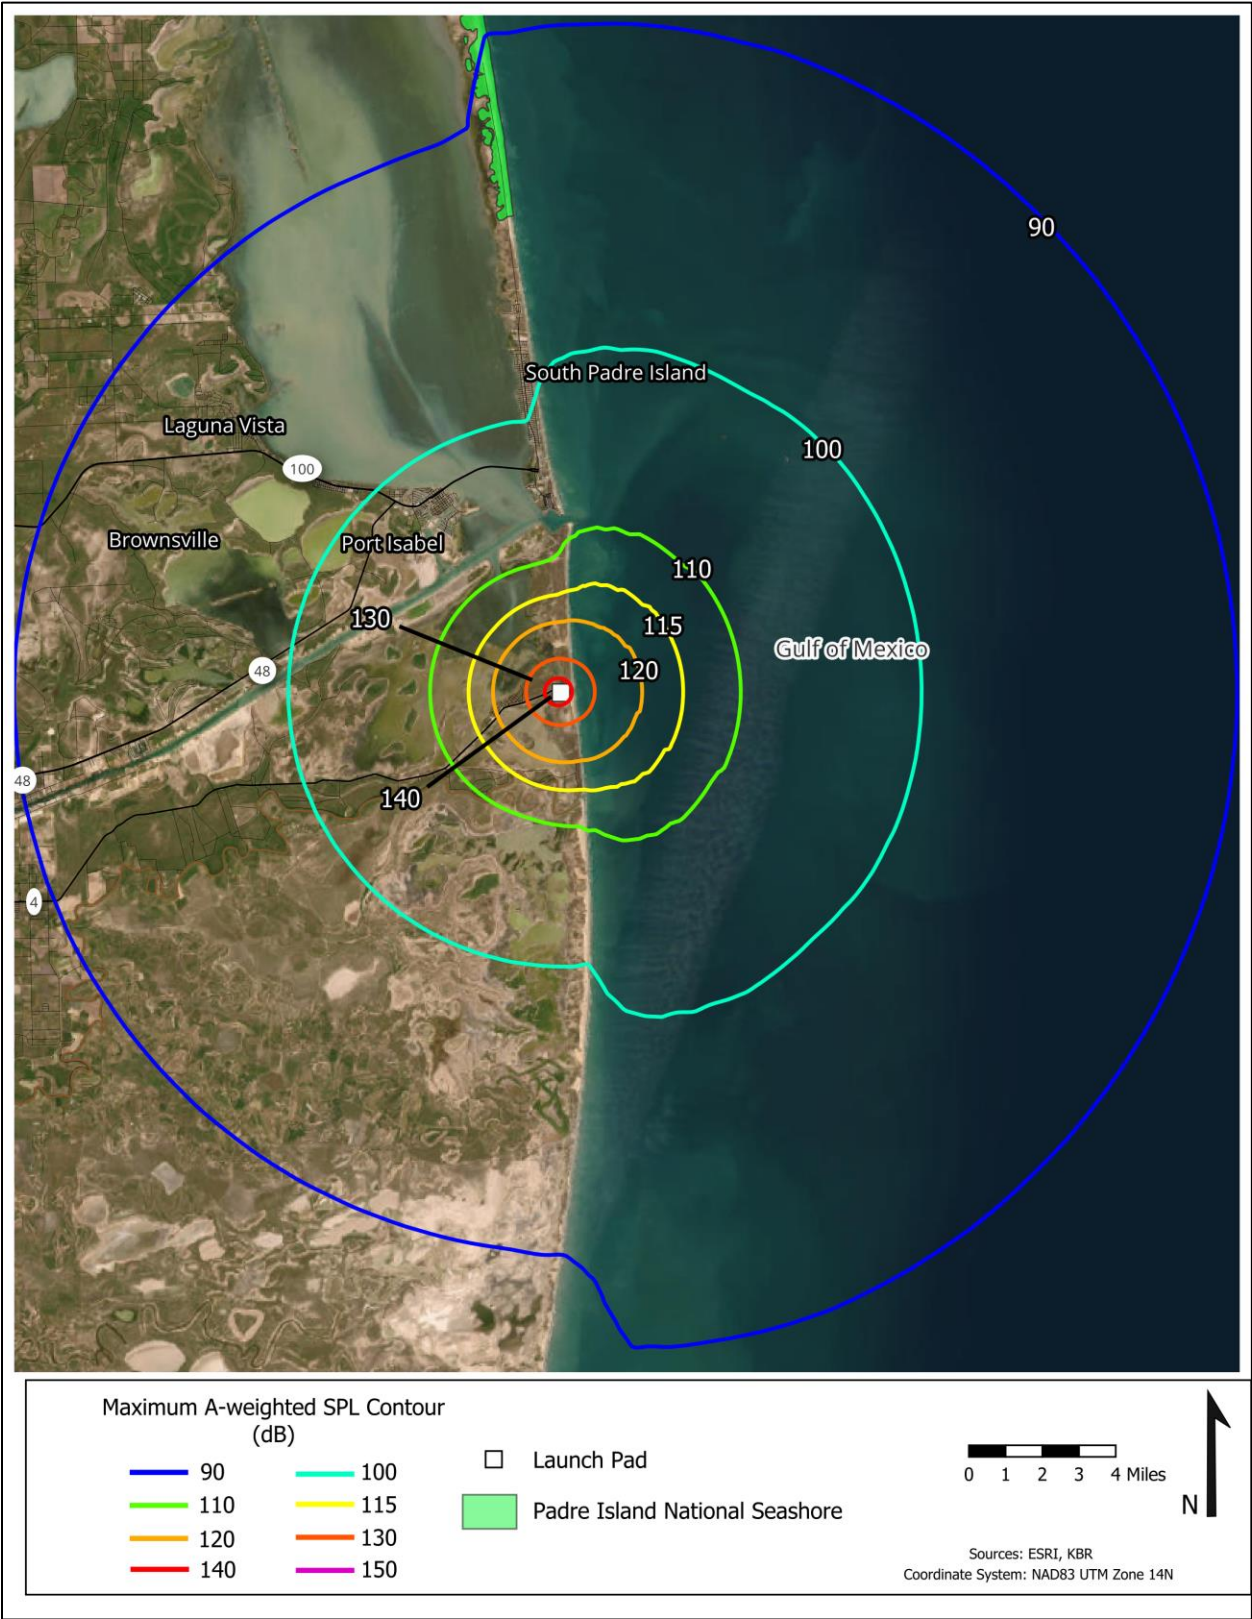 90
South Padre Island
Laguna Vista
100
100
Brownsville
Port Isabel
110
130
115
Gulf of Mexico
48
120
48
140
4
Maximum A-weighted SPL Contour
(dB)
90
100
110
115
120
130
140
150
Launch Pad
Padre Island National Seashore
0 1 2 3 4 Miles
N
Sources: ESRI, KBR
Coordinate System: NAD83 UTM Zone 14N